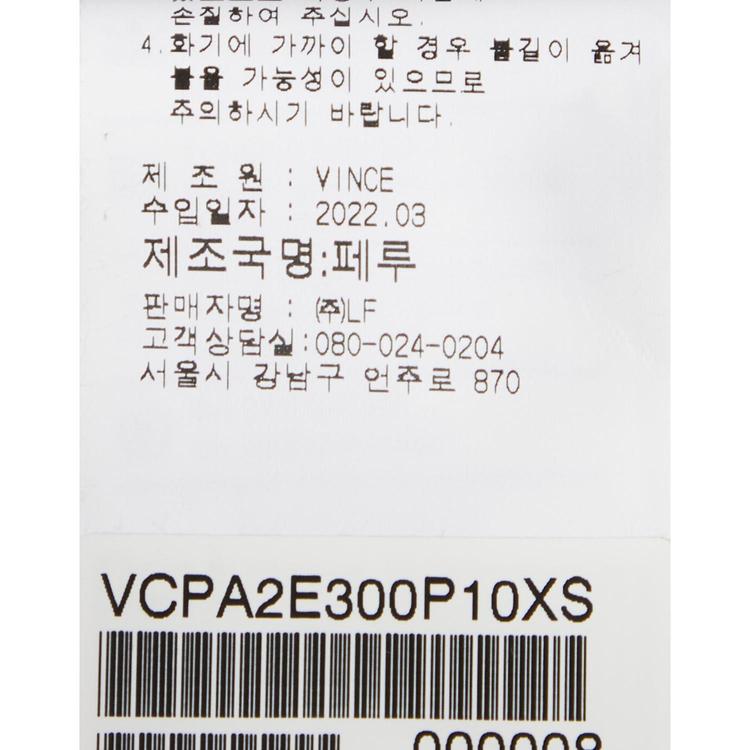 손질하여 주십시오.
4.화기에 가까이 할 경우 불길이 옮겨
붙을 가능성이 있으므로
주의하시기 바랍니다.
제 조 원 : VINCE
수입일자 : 2022.03
제조국명:페루
판매자명 : ㈜LF
고객상담실:080-024-0204
서울시 강남구 언주로 870
VCPA2E300P10XS